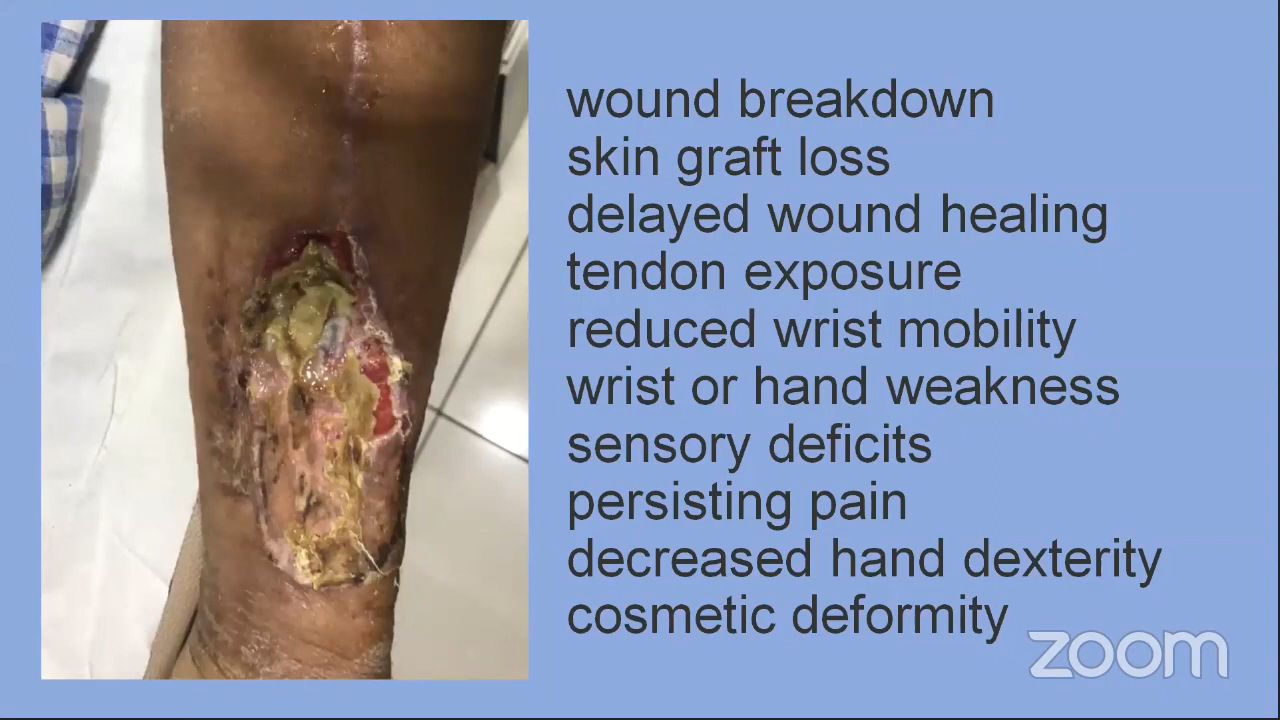 wound breakdown
skin graft loss
delayed wound healing
tendon exposure
reduced wrist mobility
wrist or hand weakness
sensory deficits
persisting pain
decreased hand dexterity
cosmetic deformity
zoom